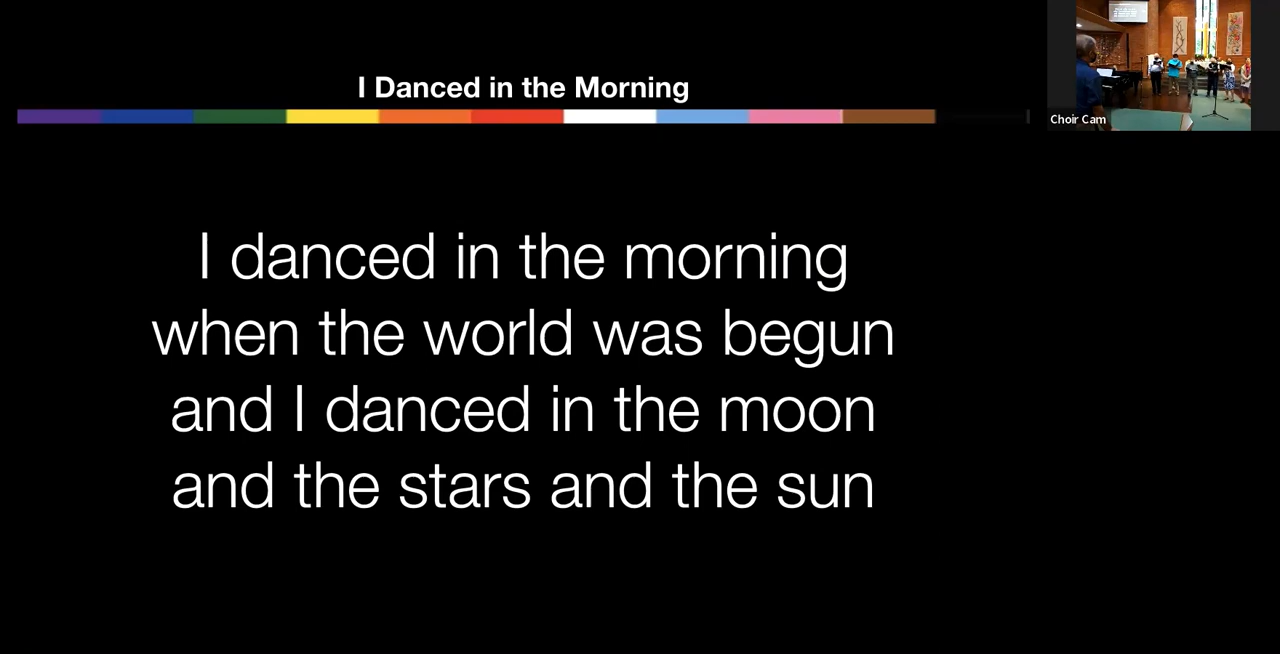 I Danced in the Morning
Choir Cam
I danced in the morning
when the world was begun
and I danced in the moon
and the stars and the sun